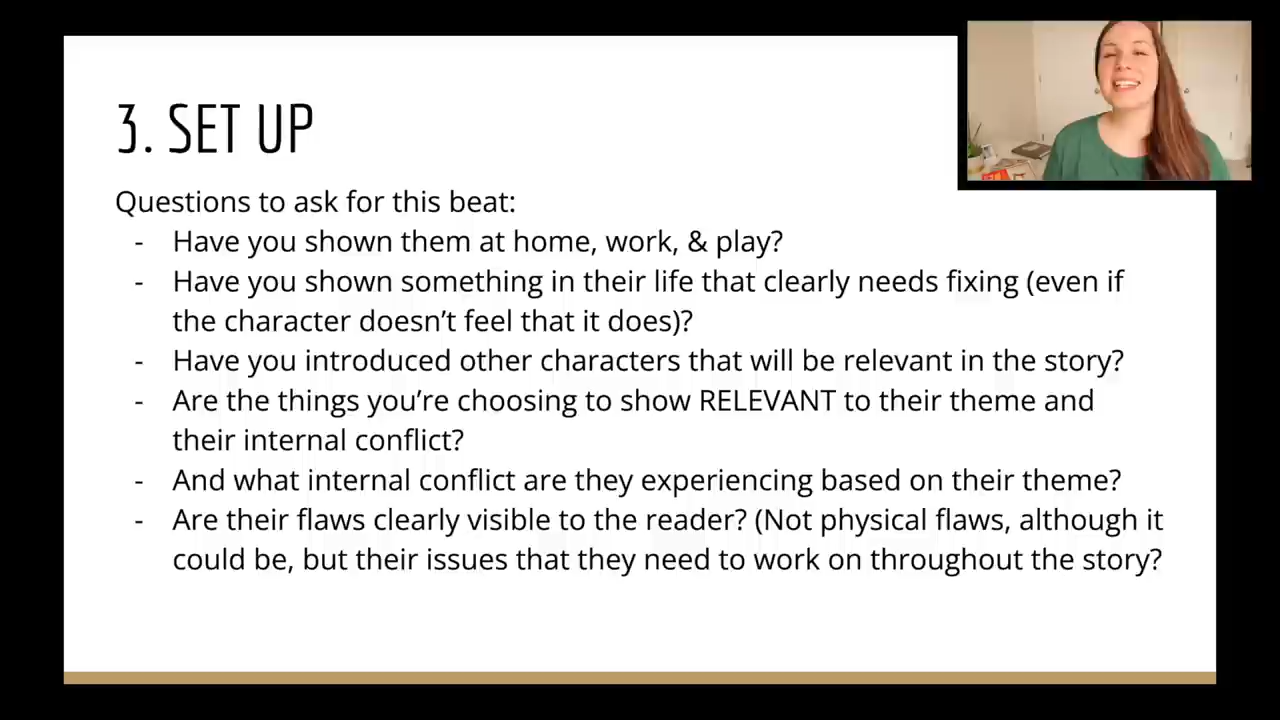 3. SET UP
Questions to ask for this beat:
- Have you shown them at home, work, & play?
- Have you shown something in their life that clearly needs fixing (even if
the character doesn’t feel that it does)?
- Have you introduced other characters that will be relevant in the story?
- Are the things you’re choosing to show RELEVANT to their theme and
their internal conflict?
- And what internal conflict are they experiencing based on their theme?
- Are their flaws clearly visible to the reader? (Not physical flaws, although it
could be, but their issues that they need to work on throughout the story?